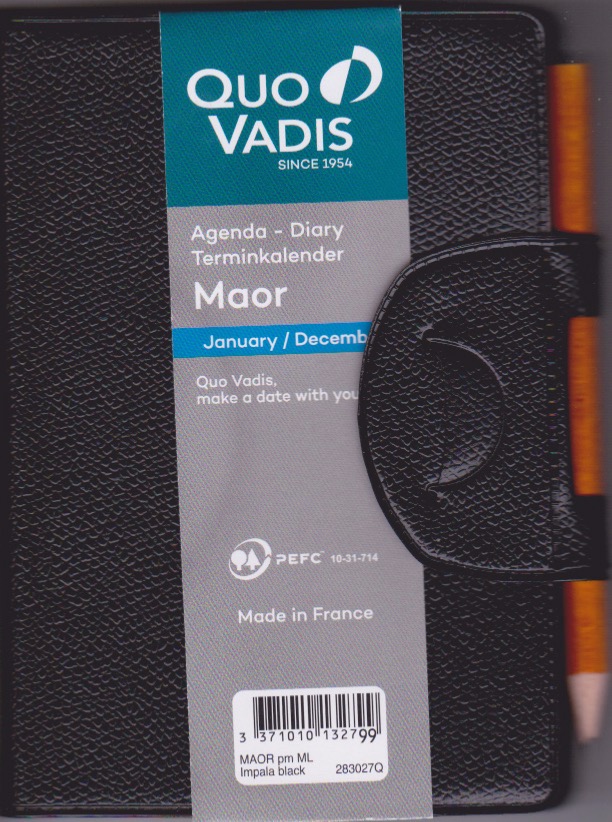 QUO
VADIS
SINCE 1954
Agenda - Diary
Terminkalender
Maor
January / Decemb
Quo Vadis,
make a date with you
PEFC™ 10-31-714
Made in France
3 371010 132799
MAOR pm ML
Impala black 283027Q